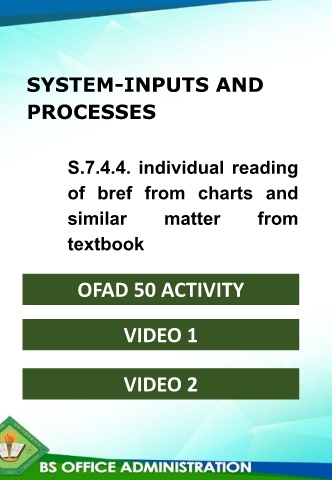 SYSTEM-INPUTS AND
PROCESSES
S.7.4.4. individual reading
of bref from charts and
similar matter from
textbook
OFAD 50 ACTIVITY
VIDEO 1
VIDEO 2
BS OFFICE ADMINISTRATION